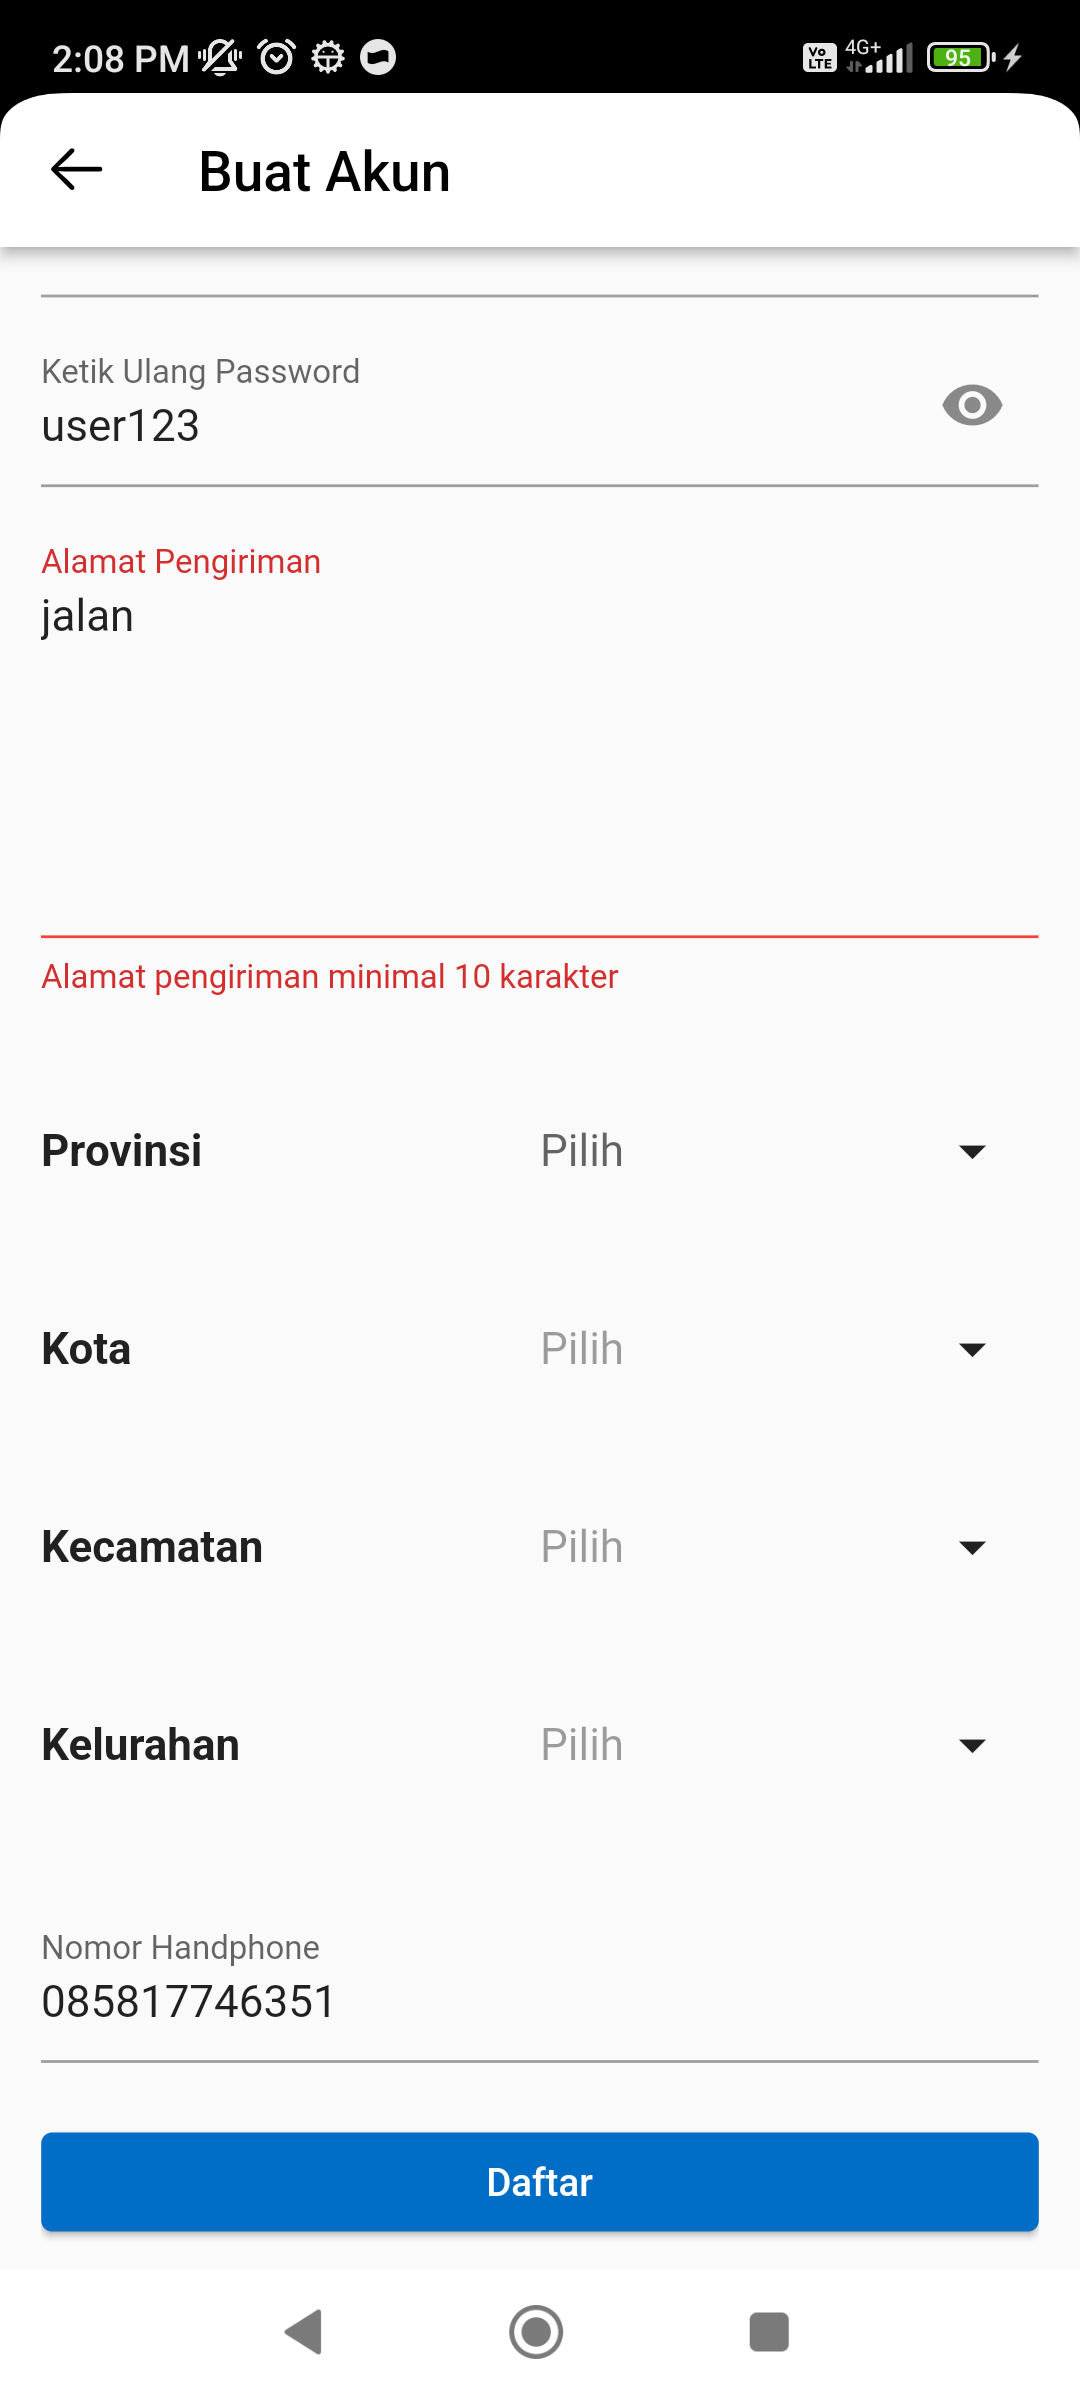 2:08 PM
Vo LTE
4G+
95
Buat Akun
Ketik Ulang Password
user123
Alamat Pengiriman
jalan
Alamat pengiriman minimal 10 karakter
Provinsi Pilih
Kota Pilih
Kecamatan Pilih
Kelurahan Pilih
Nomor Handphone
085817746351
Daftar